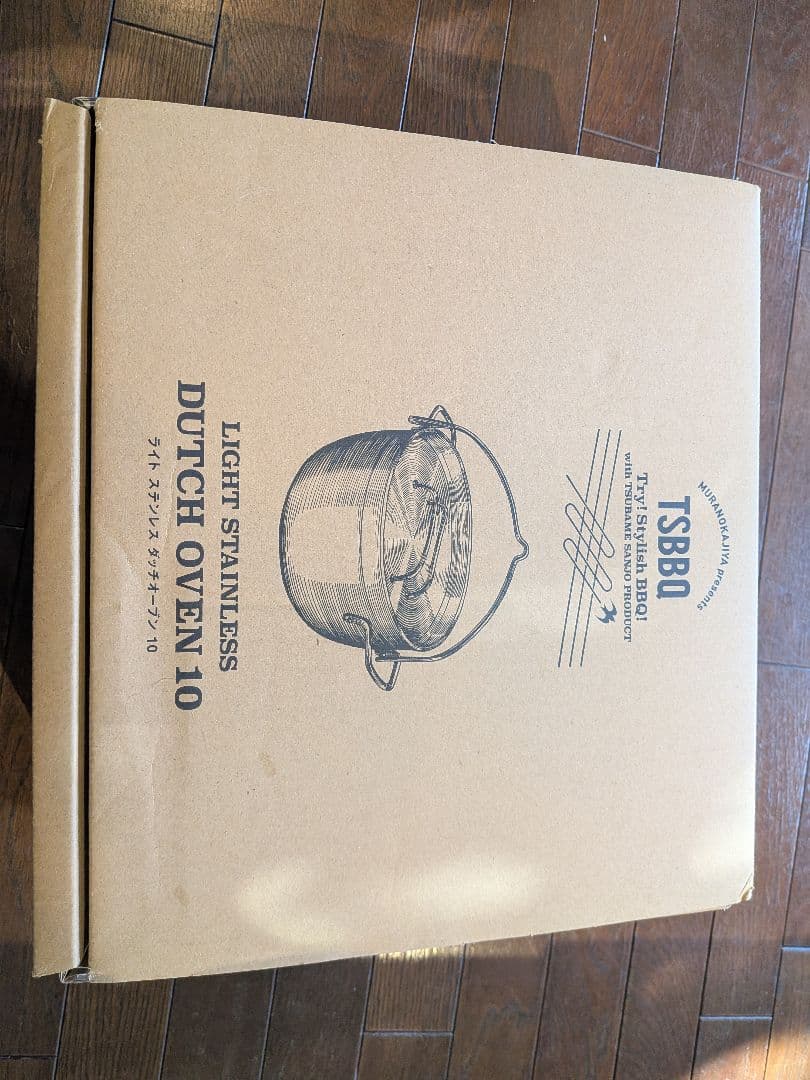 MURANOKAJIYA presents
TSBBQ
Try! Stylish BBQ!
with TSUBAME SANJO PRODUCT
LIGHT STAINLESS
DUTCH OVEN 10
ライト ステンレス ダッチオーブン 10